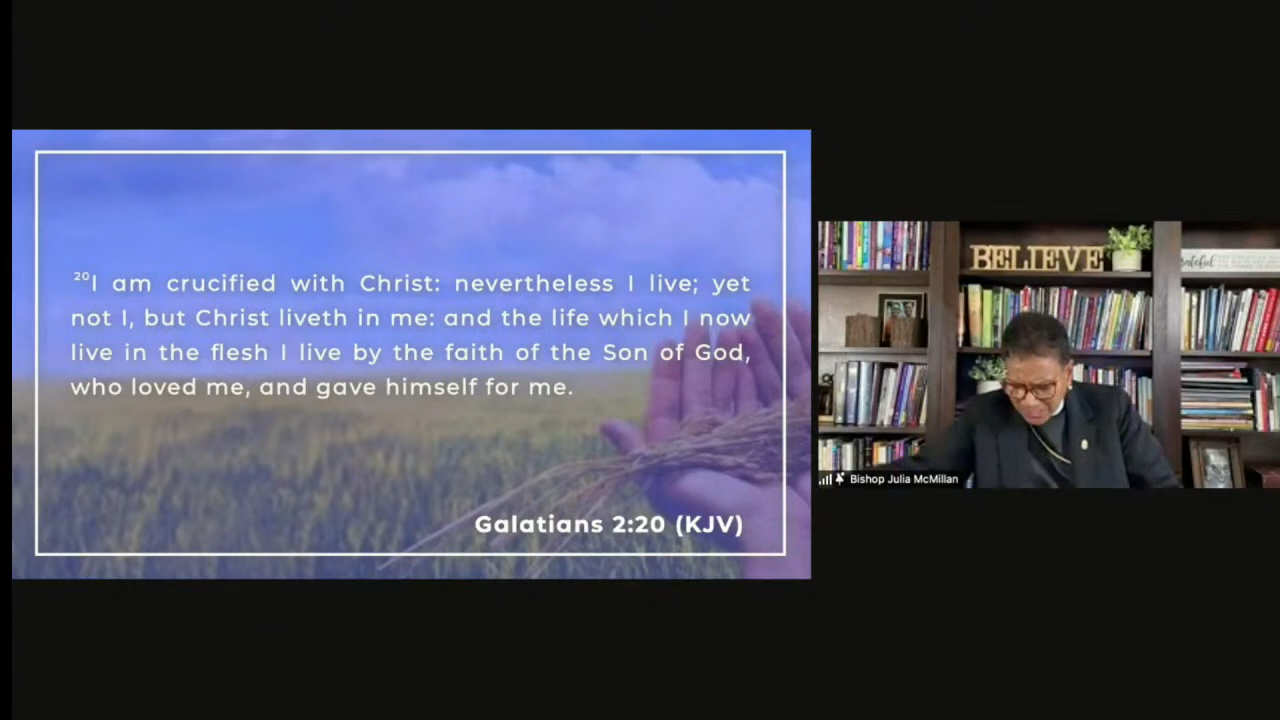 ²⁰I am crucified with Christ: nevertheless I live; yet
not I, but Christ liveth in me: and the life which I now
live in the flesh I live by the faith of the Son of God,
who loved me, and gave himself for me.
Galatians 2:20 (KJV)
BELIEVE
grateful
Bishop Julia McMillan